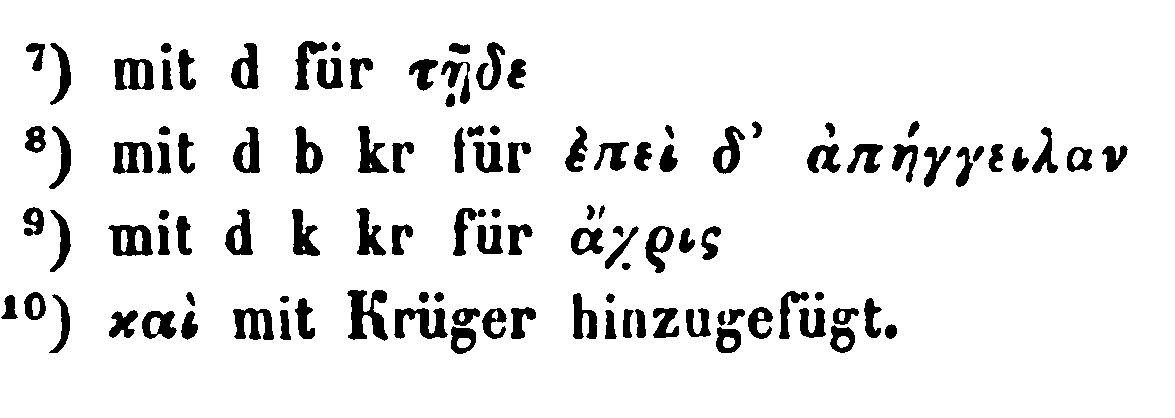 ⁷) mit d für τῇδε
⁸) mit d b kr für ἐπεὶ δ’ ἀπήγγειλαν
⁹) mit d k kr für ἄχρις
¹⁰) καὶ mit Krüger hinzugefügt.